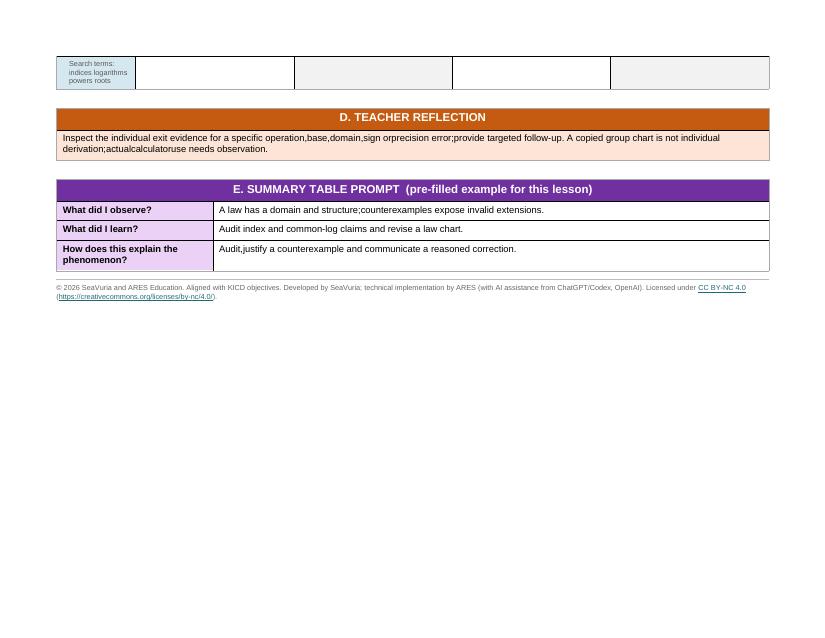 Search terms:
indices logarithms
powers roots
D. TEACHER REFLECTION
Inspect the individual exit evidence for a specific operation,base,domain,sign orprecision error;provide targeted follow-up. A copied group chart is not individual
derivation;actualcalculatoruse needs observation.
E. SUMMARY TABLE PROMPT (pre-filled example for this lesson)
What did I observe?
A law has a domain and structure;counterexamples expose invalid extensions.
What did I learn?
Audit index and common-log claims and revise a law chart.
How does this explain the
phenomenon?
Audit,justify a counterexample and communicate a reasoned correction.
© 2026 SeaVuria and ARES Education. Aligned with KICD objectives. Developed by SeaVuria; technical implementation by ARES (with AI assistance from ChatGPT/Codex, OpenAI). Licensed under CC BY-NC 4.0
(https://creativecommons.org/licenses/by-nc/4.0/).